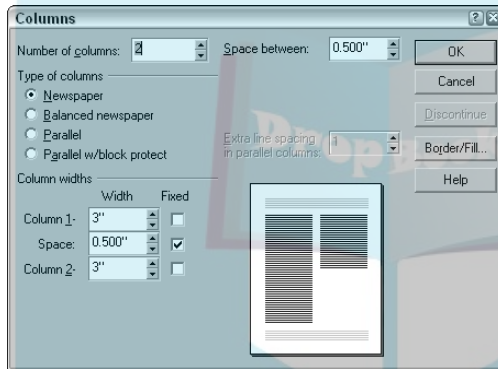 Columns
Number of columns: 2
Space between: 0.500"
OK
Cancel
Discontinue
Border/Fill...
Help
Type of columns
Newspaper
Balanced newspaper
Parallel
Parallel w/block protect
Extra line spacing
in parallel columns: 1
Column widths
Width Fixed
Column 1- 3"
Space: 0.500"
Column 2- 3"